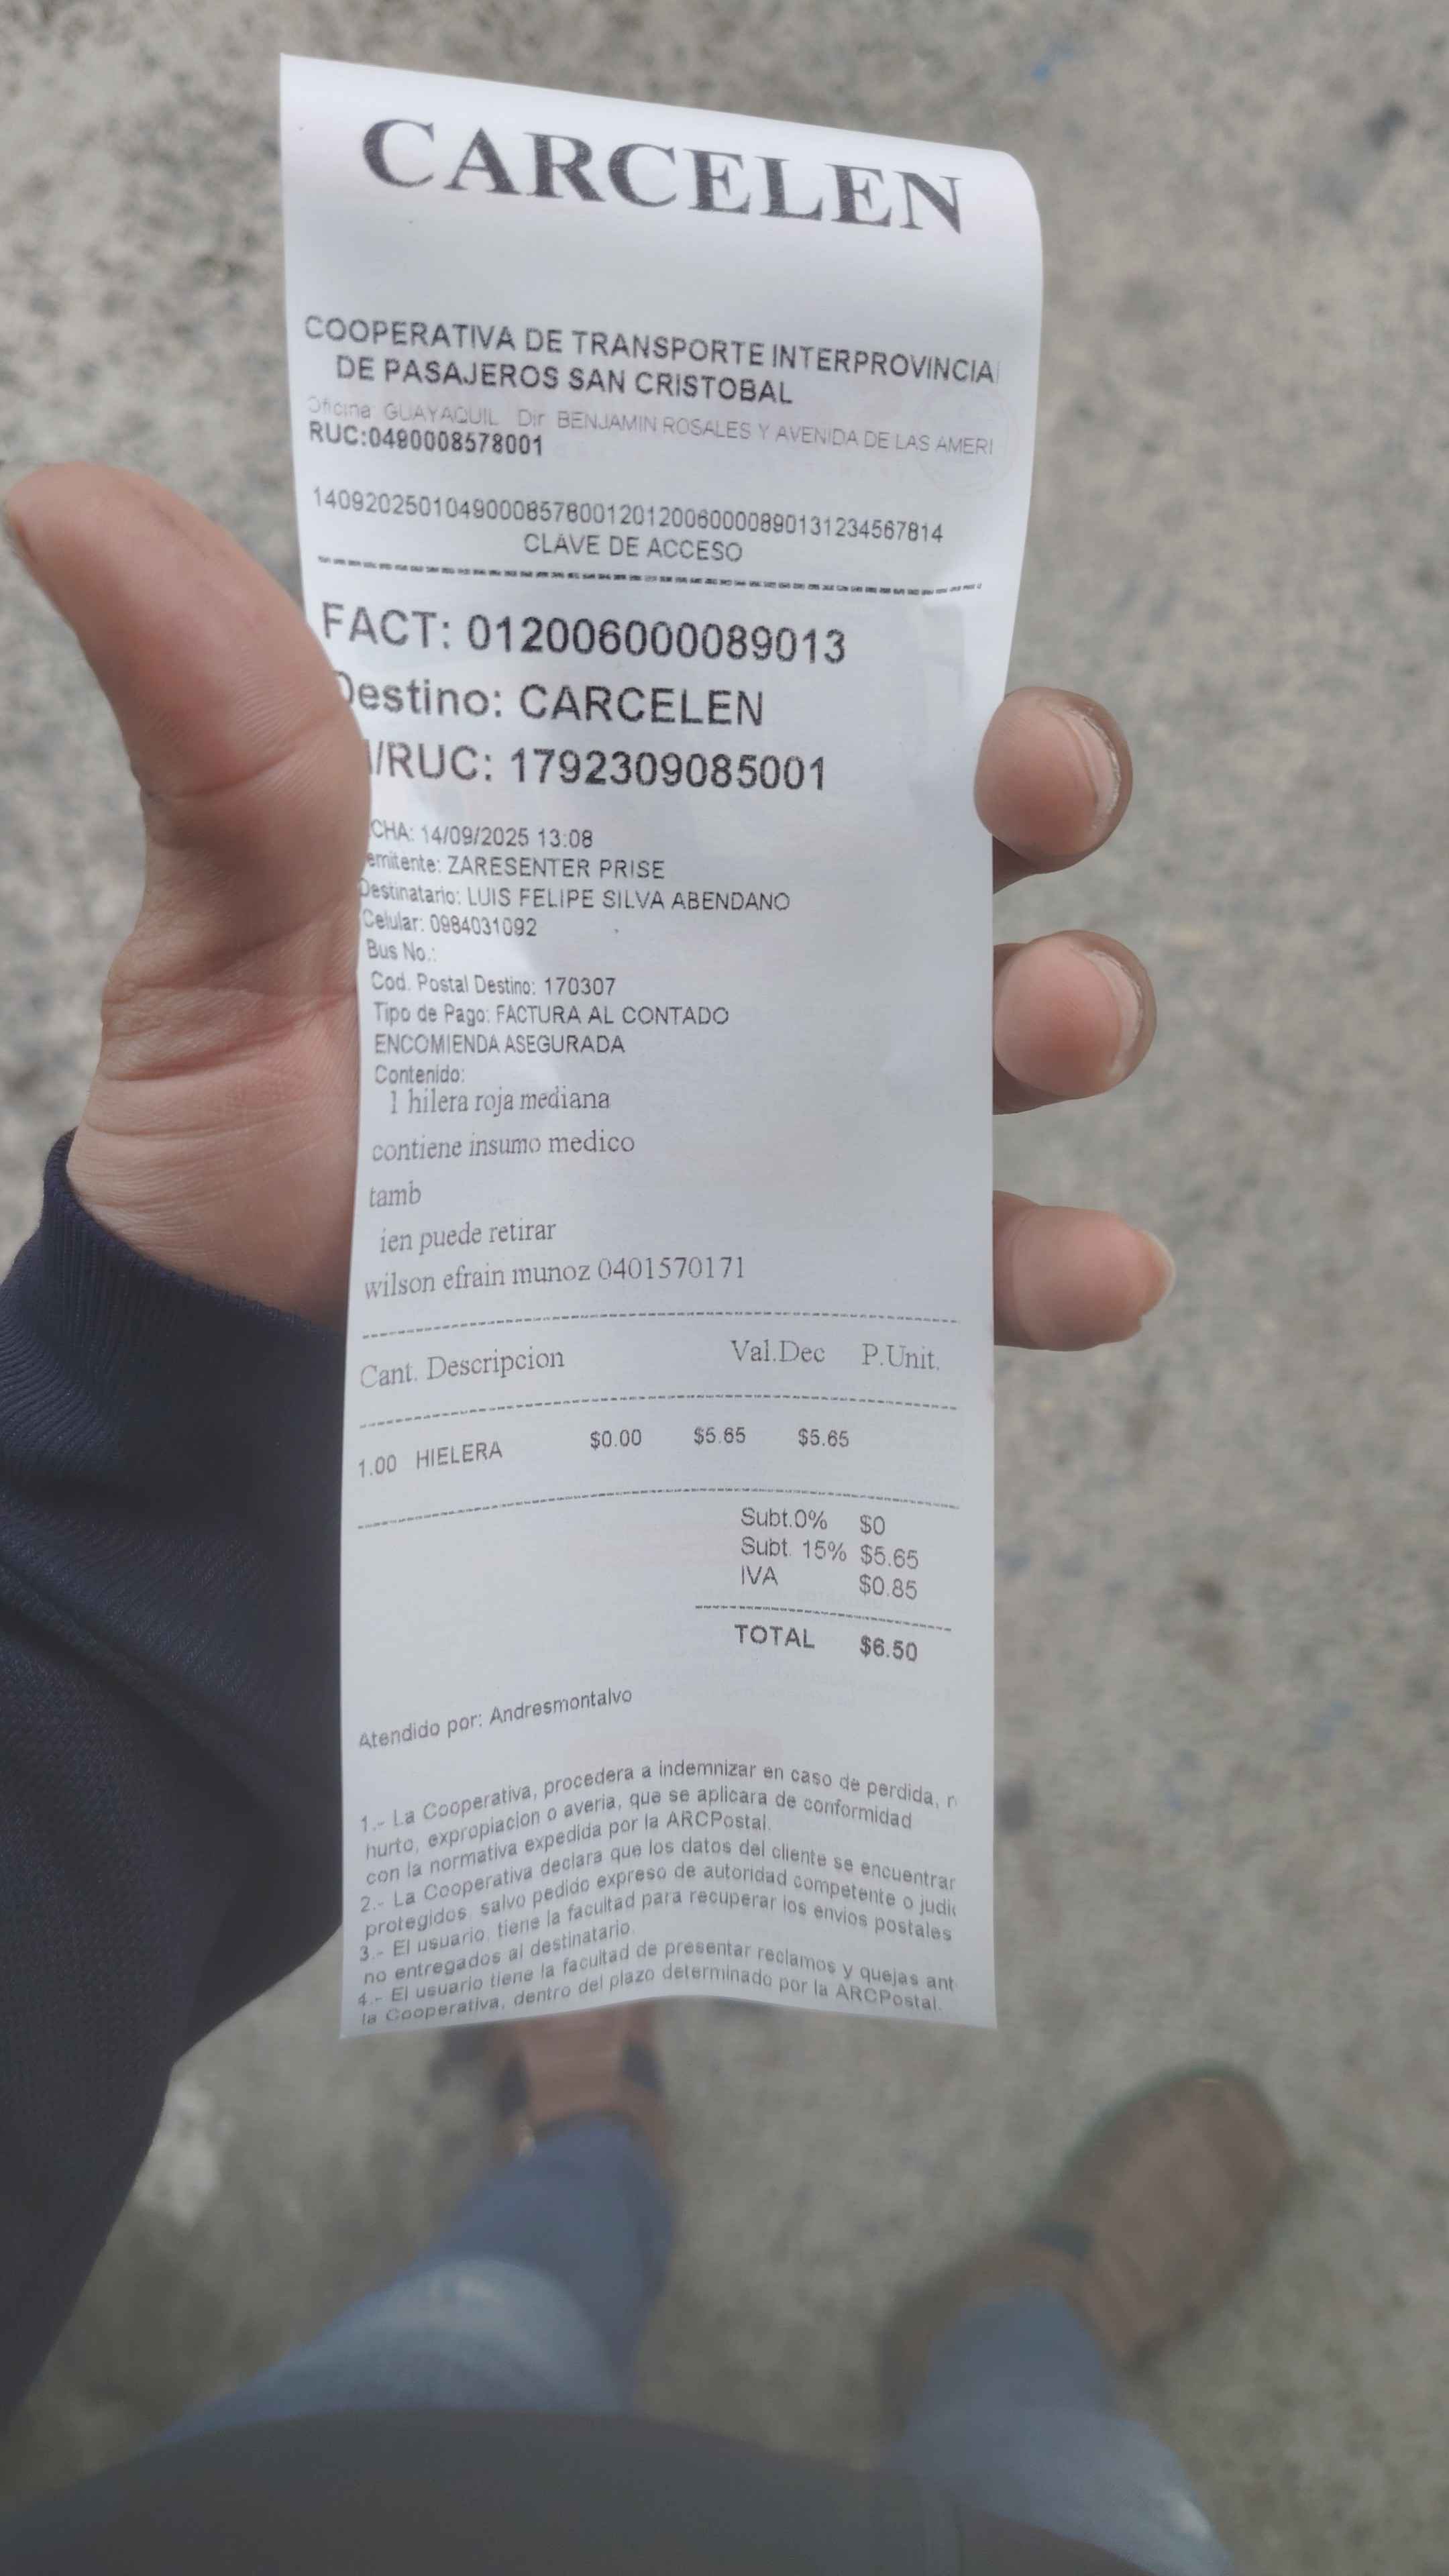 CARCELEN
COOPERATIVA DE TRANSPORTE INTERPROVINCIA
DE PASAJEROS SAN CRISTOBAL
Oficina: GUAYAQUIL Dir: BENJAMIN ROSALES Y AVENIDA DE LAS AMERI
RUC:0490008578001
1409202501049000857800120120060000890131234567814
CLAVE DE ACCESO
FACT: 012006000089013
Destino: CARCELEN
I/RUC: 1792309085001
CHA: 14/09/2025 13:08
emitente: ZARESENTER PRISE
Destinatario: LUIS FELIPE SILVA ABENDANO
Celular: 0984031092
Bus No.:
Cod. Postal Destino: 170307
Tipo de Pago: FACTURA AL CONTADO
ENCOMIENDA ASEGURADA
Contenido:
1 hilera roja mediana
contiene insumo medico
tamb
ien puede retirar
wilson efrain munoz 0401570171
Cant. Descripcion Val.Dec P.Unit.
1.00 HIELERA $0.00 $5.65 $5.65
Subt.0% $0
Subt. 15% $5.65
IVA $0.85
TOTAL $6.50
Atendido por: Andresmontalvo
1.- La Cooperativa, procedera a indemnizar en caso de perdida, r
hurto, expropiacion o averia, que se aplicara de conformidad
con la normativa expedida por la ARCPostal.
2.- La Cooperativa declara que los datos del cliente se encuentrar
protegidos, salvo pedido expreso de autoridad competente o judic
3.- El usuario, tiene la facultad para recuperar los envios postales
no entregados al destinatario.
4.- El usuario tiene la facultad de presentar reclamos y quejas ant
la Cooperativa, dentro del plazo determinado por la ARCPostal.